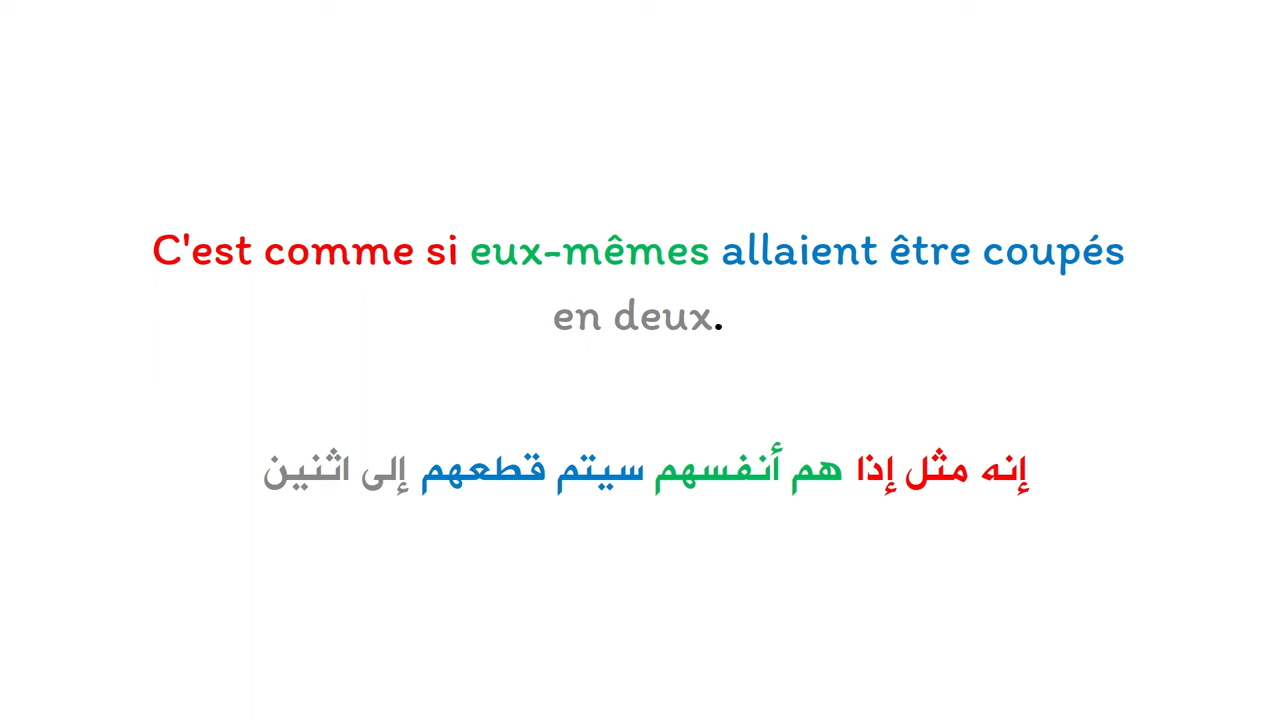 C'est comme si eux-mêmes allaient être coupés
en deux.
إنه مثل إذا هم أنفسهم سيتم قطعهم إلى اثنين